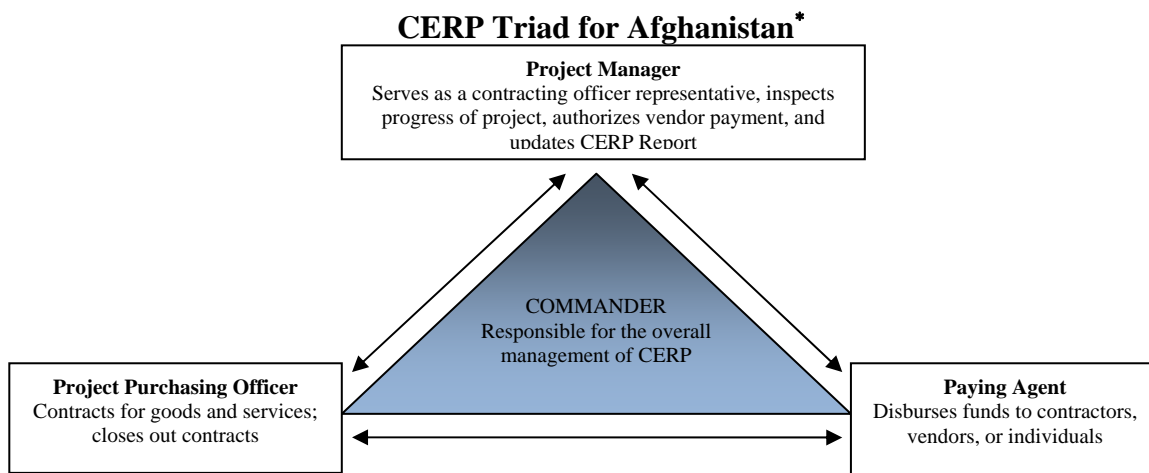 CERP Triad for Afghanistan*
Project Manager
Serves as a contracting officer representative, inspects
progress of project, authorizes vendor payment, and
updates CERP Report
COMMANDER
Responsible for the overall
management of CERP
Project Purchasing Officer
Contracts for goods and services;
closes out contracts
Paying Agent
Disburses funds to contractors,
vendors, or individuals